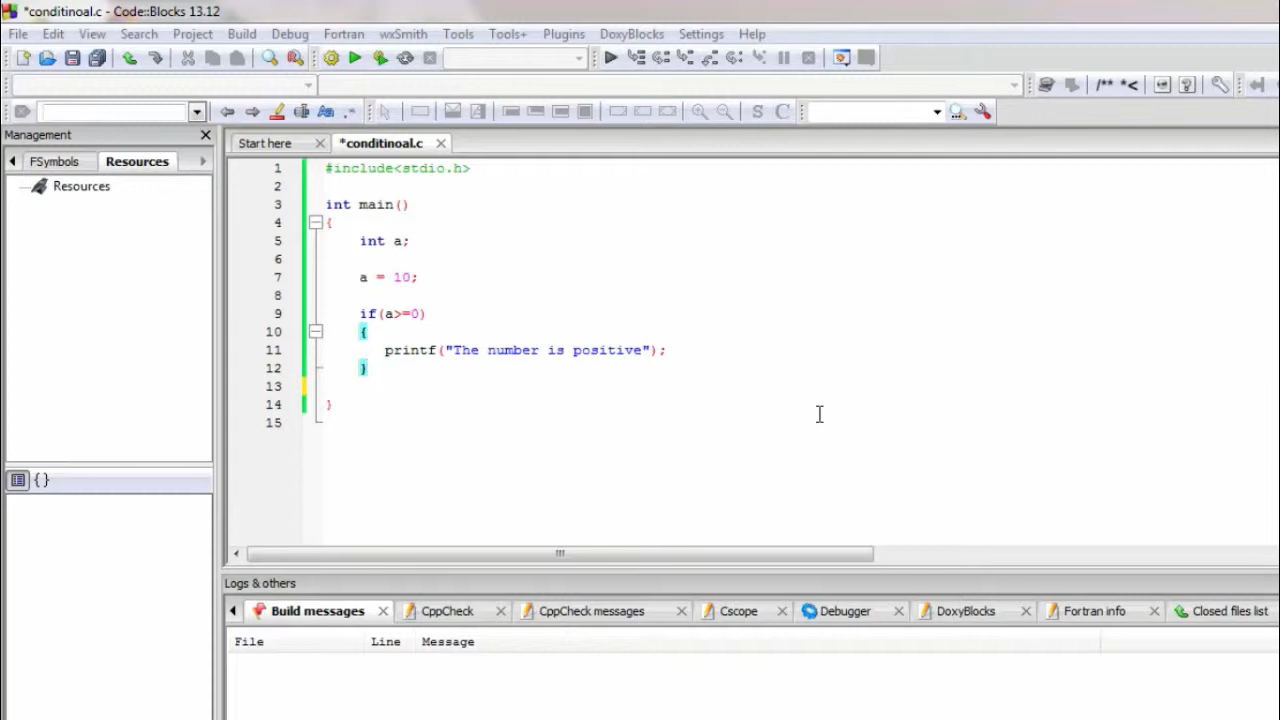 *conditinoal.c - Code::Blocks 13.12
File Edit View Search Project Build Debug Fortran wxSmith Tools Tools+ Plugins DoxyBlocks Settings Help
/** *<
S C
Management
FSymbols Resources
Resources
{}
Start here *conditinoal.c
1 #include<stdio.h>
2
3 int main()
4 {
5 int a;
6
7 a = 10;
8
9 if(a>=0)
10 {
11 printf("The number is positive");
12 }
13
14 }
15
Logs & others
Build messages CppCheck CppCheck messages Cscope Debugger DoxyBlocks Fortran info Closed files list
File Line Message